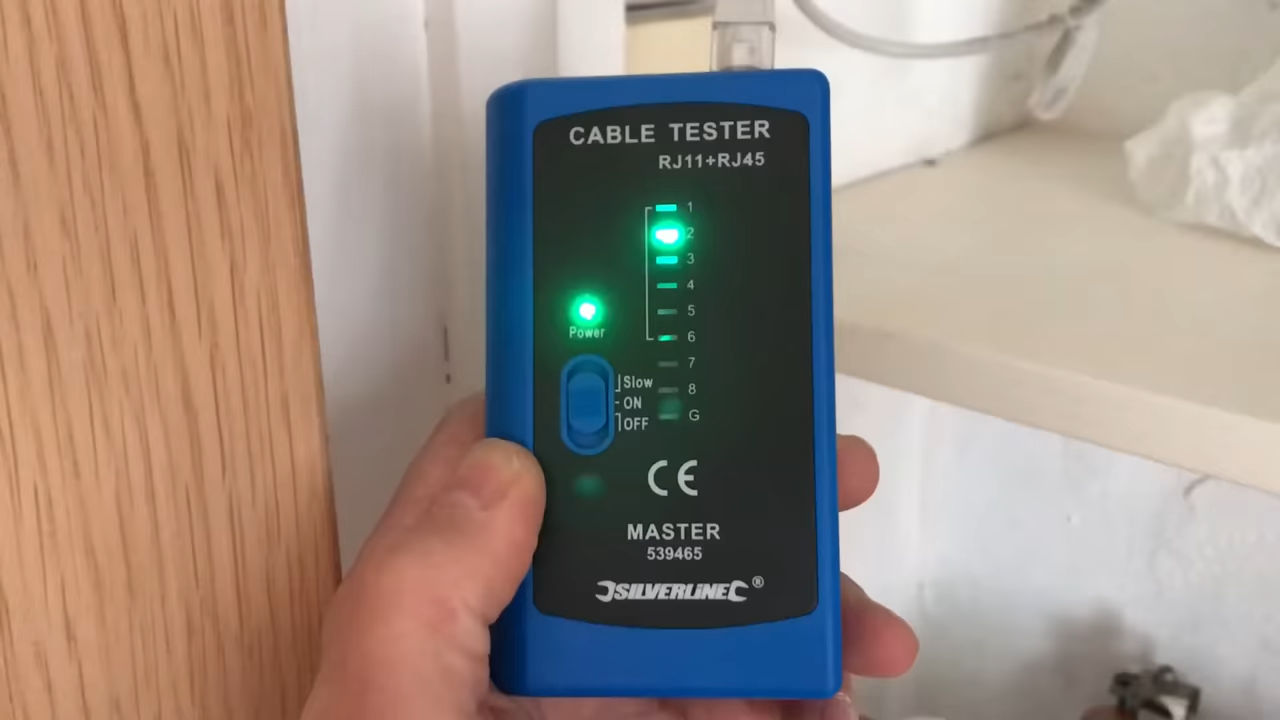 CABLE TESTER
RJ11+RJ45
1
2
3
4
5
6
7
8
G
Power
Slow
ON
OFF
CE
MASTER
539465
SILVERLINE®